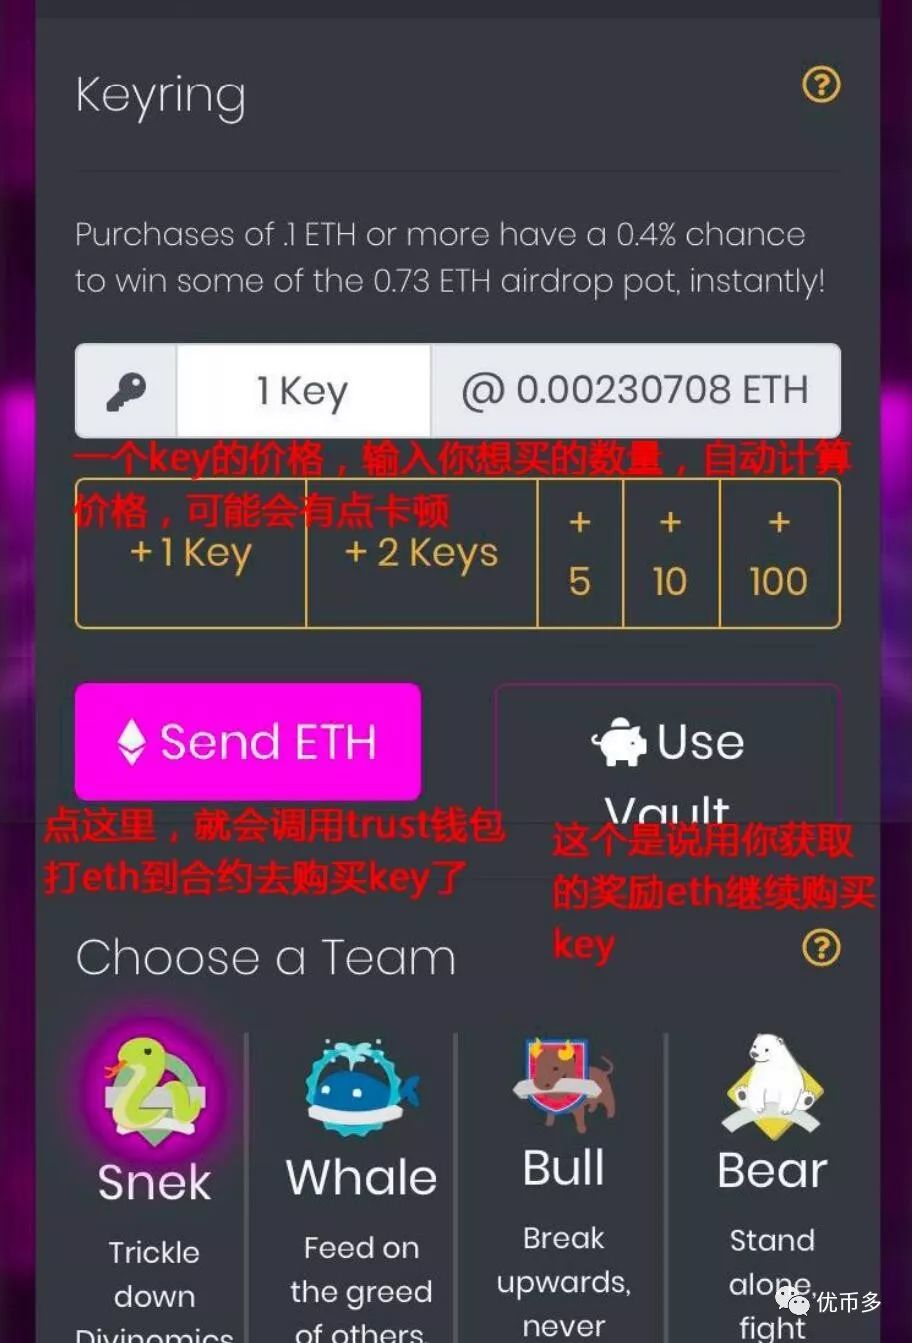 Keyring
Purchases of .1 ETH or more have a 0.4% chance
to win some of the 0.73 ETH airdrop pot, instantly!
1 Key
@ 0.00230708 ETH
一个key的价格，输入你想买的数量，自动计算
价格，可能会有点卡顿
+ 1 Key
+ 2 Keys
+
5
+
10
+
100
Send ETH
Use
Vault
点这里，就会调用trust钱包
打eth到合约去购买key了
这个是说用你获取
的奖励eth继续购买
key
Choose a Team
Snek
Trickle
down
Divinomics
Whale
Feed on
the greed
of others.
Bull
Break
upwards,
never
Bear
Stand
alone,
fight
优币多